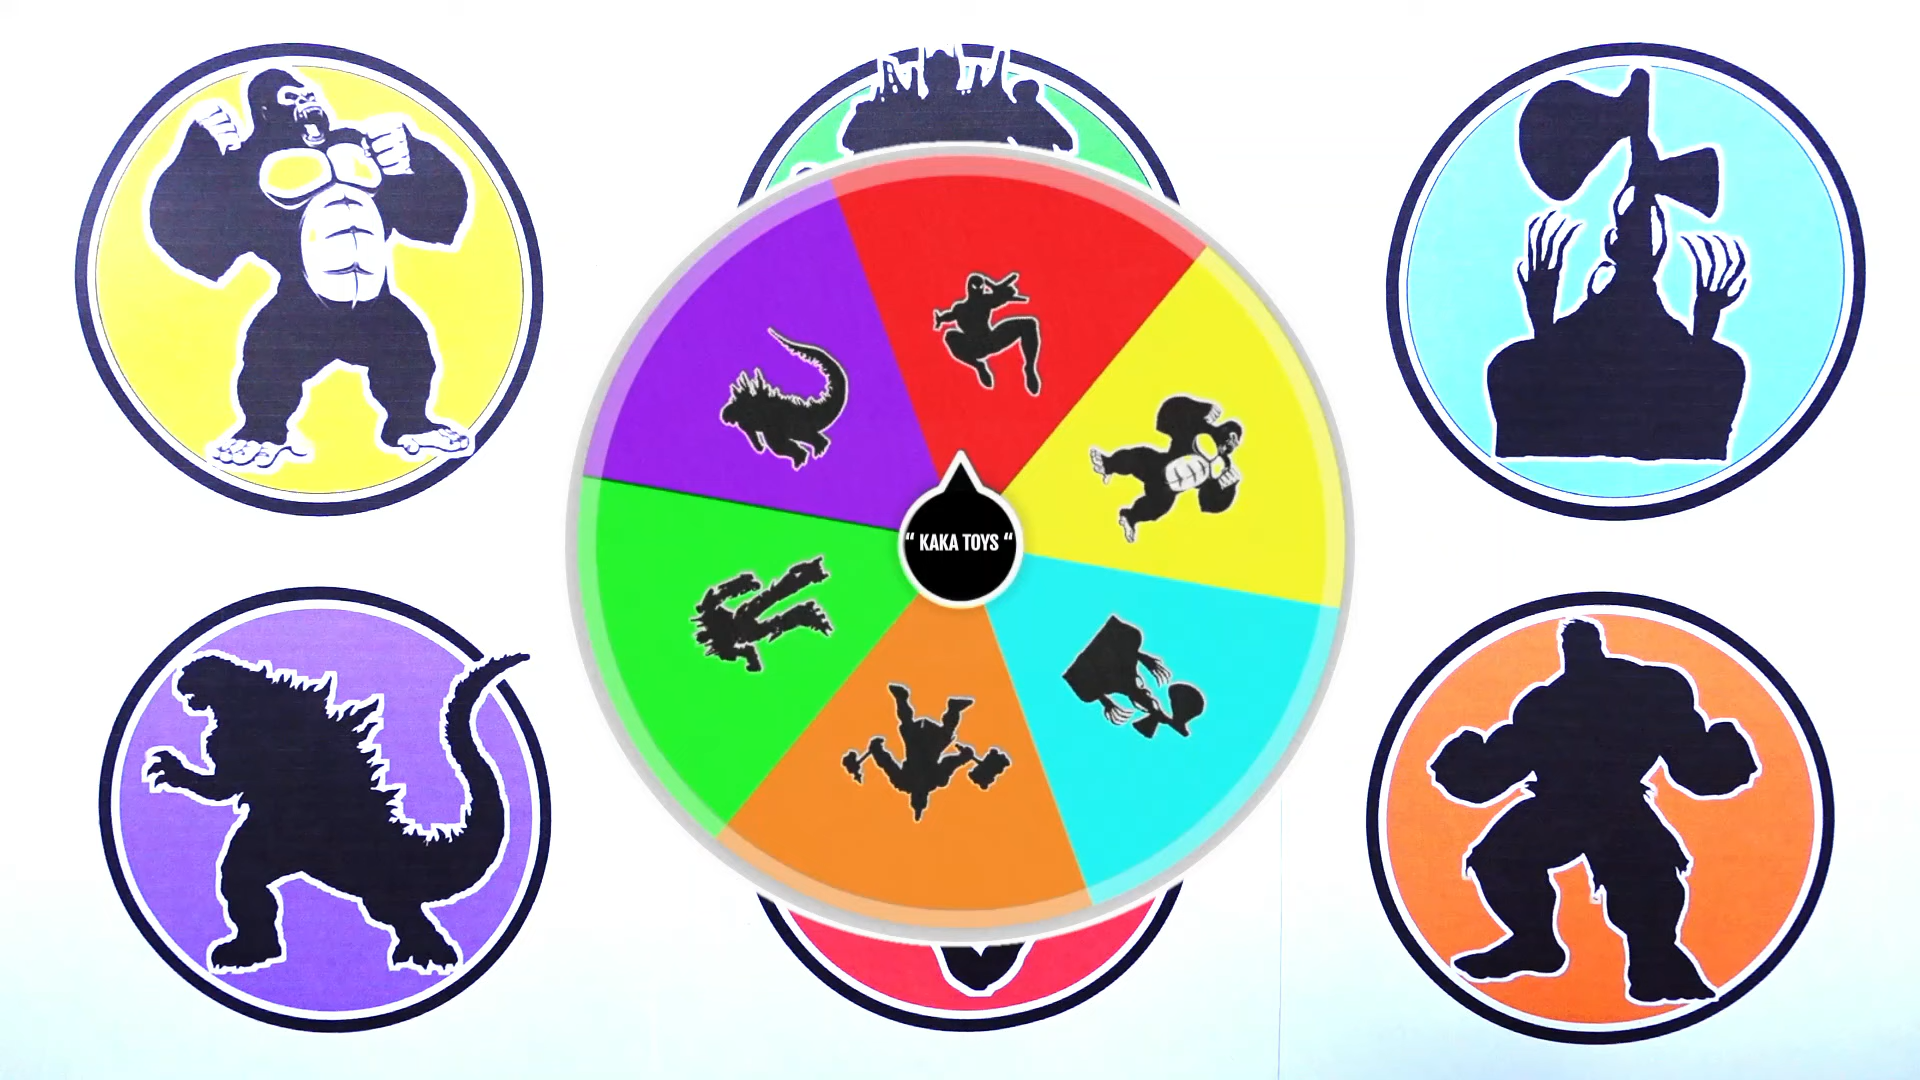 “ KAKA TOYS “